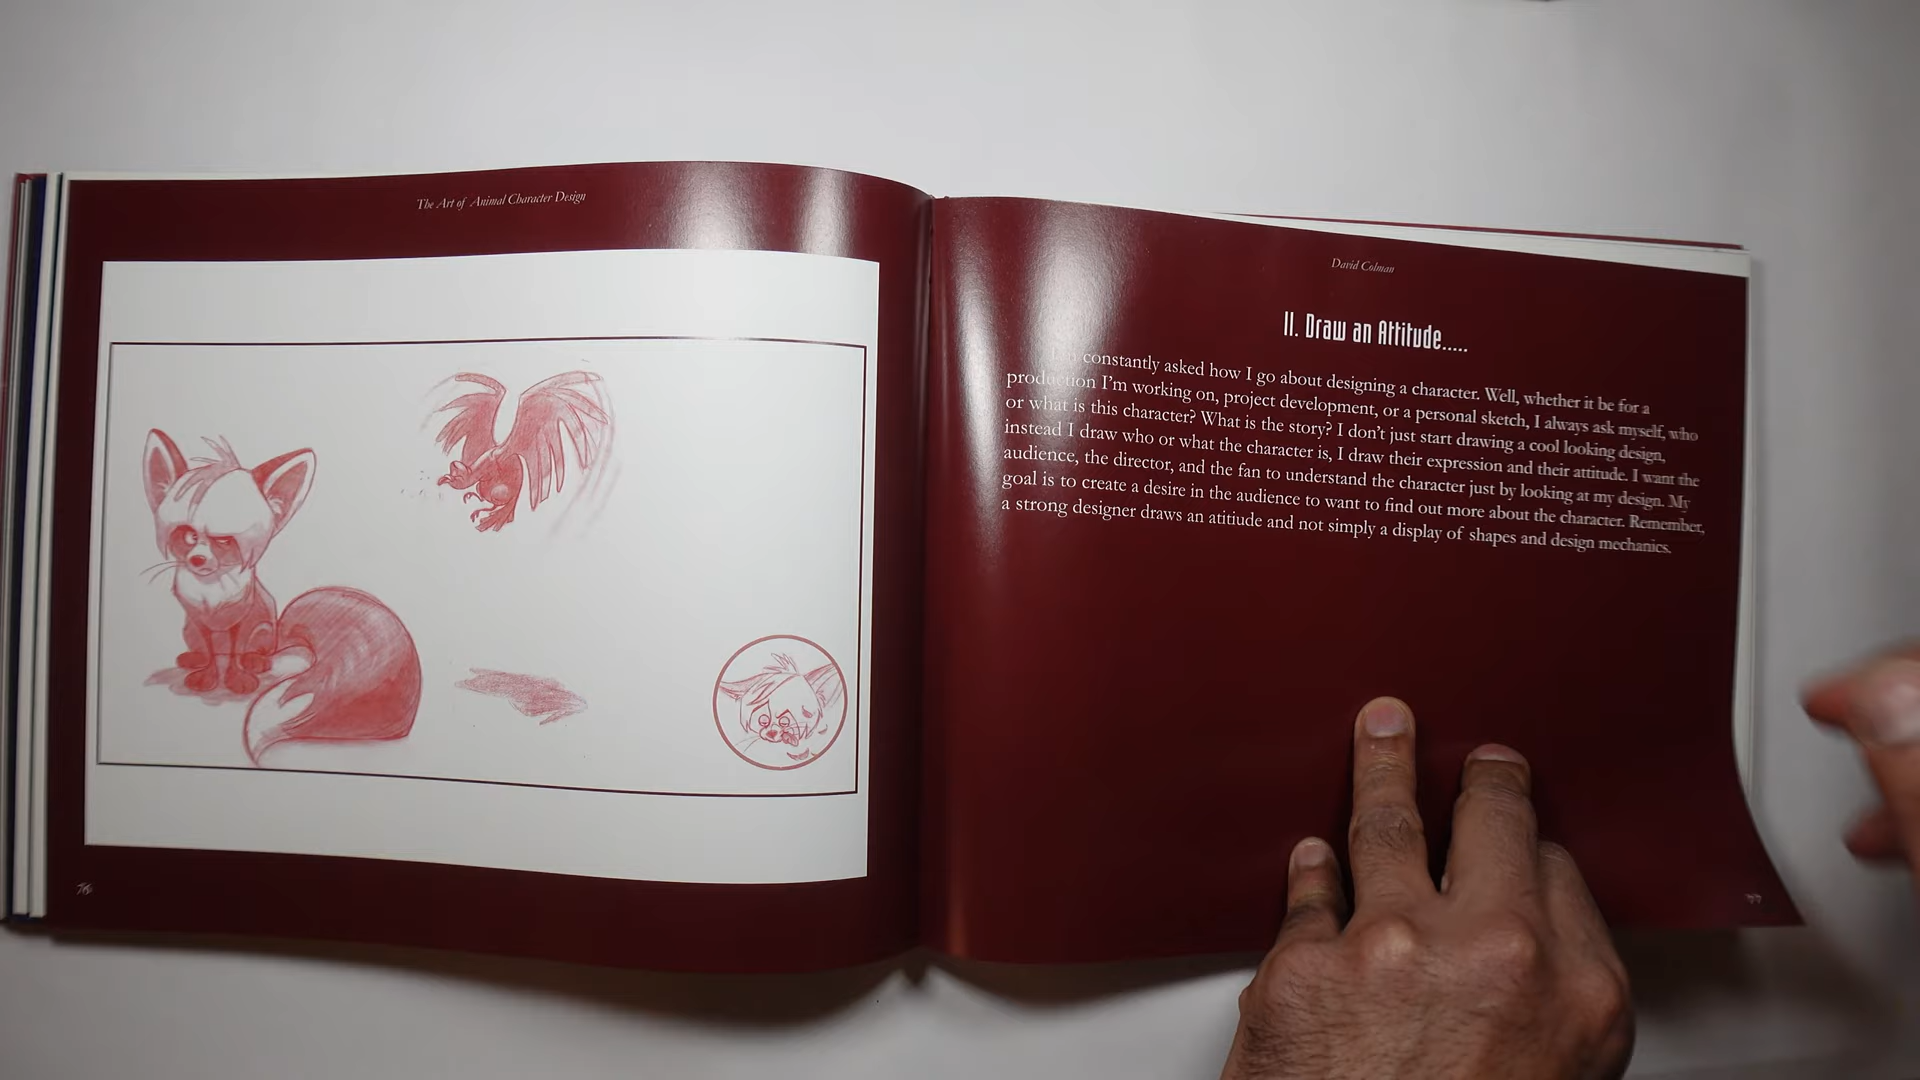 The Art of Animal Character Design
76
David Colman
II. Draw an Attitude.....
constantly asked how I go about designing a character. Well, whether it be for a
production I'm working on, project development, or a personal sketch, I always ask myself, who
or what is this character? What is the story? I don't just start drawing a cool looking design,
instead I draw who or what the character is, I draw their expression and their attitude. I want the
audience, the director, and the fan to understand the character just by looking at my design. My
goal is to create a desire in the audience to want to find out more about the character. Remember,
a strong designer draws an atitiude and not simply a display of shapes and design mechanics.
77